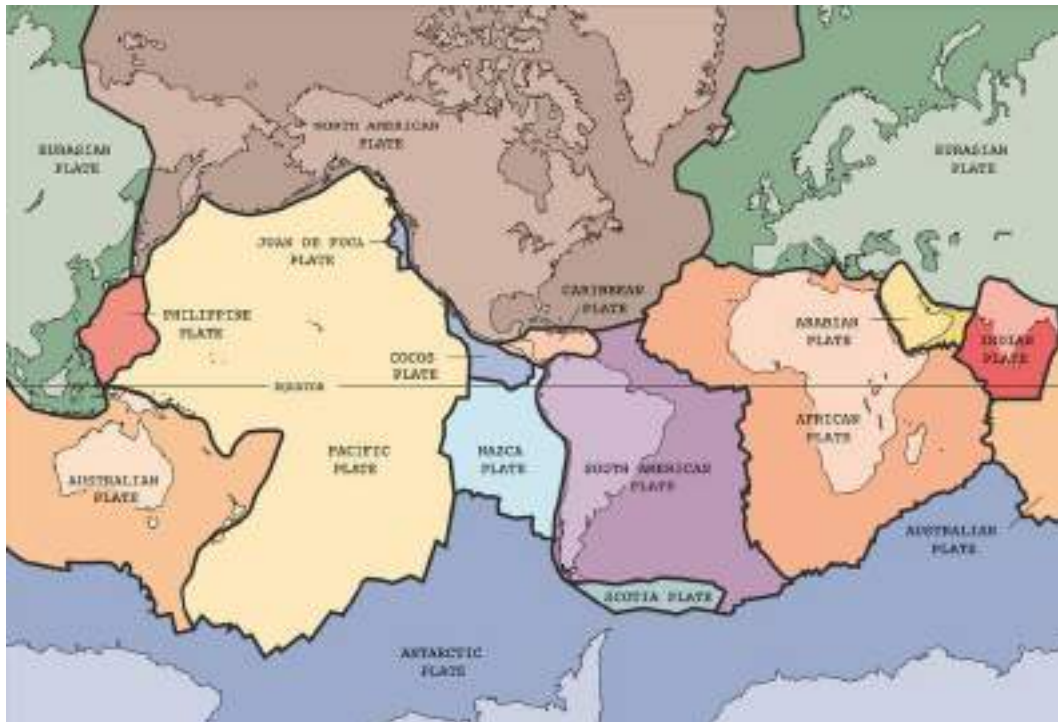 NORTH AMERICAN
PLATE
EURASIAN
PLATE
EURASIAN
PLATE
JUAN DE FUCA
PLATE
CARIBBEAN
PLATE
PHILIPPINE
PLATE
ARABIAN
PLATE
INDIAN
PLATE
COCOS
PLATE
EQUATOR
AFRICAN
PLATE
PACIFIC
PLATE
NAZCA
PLATE
SOUTH AMERICAN
PLATE
AUSTRALIAN
PLATE
AUSTRALIAN
PLATE
SCOTIA PLATE
ANTARCTIC
PLATE